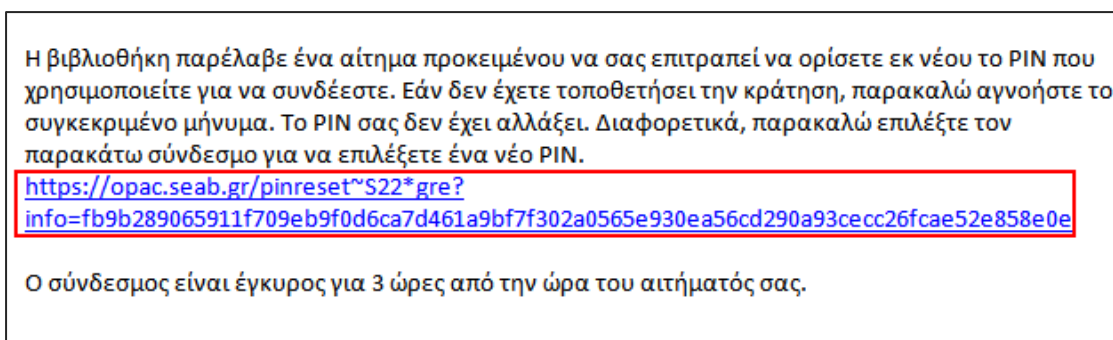 Η βιβλιοθήκη παρέλαβε ένα αίτημα προκειμένου να σας επιτραπεί να ορίσετε εκ νέου το PIN που
χρησιμοποιείτε για να συνδέεστε. Εάν δεν έχετε τοποθετήσει την κράτηση, παρακαλώ αγνοήστε το
συγκεκριμένο μήνυμα. Το PIN σας δεν έχει αλλάξει. Διαφορετικά, παρακαλώ επιλέξτε τον
παρακάτω σύνδεσμο για να επιλέξετε ένα νέο PIN.
https://opac.seab.gr/pinreset~S22*gre?
info=fb9b289065911f709eb9f0d6ca7d461a9bf7f302a0565e930ea56cd290a93cecc26fcae52e858e0e
Ο σύνδεσμος είναι έγκυρος για 3 ώρες από την ώρα του αιτήματός σας.